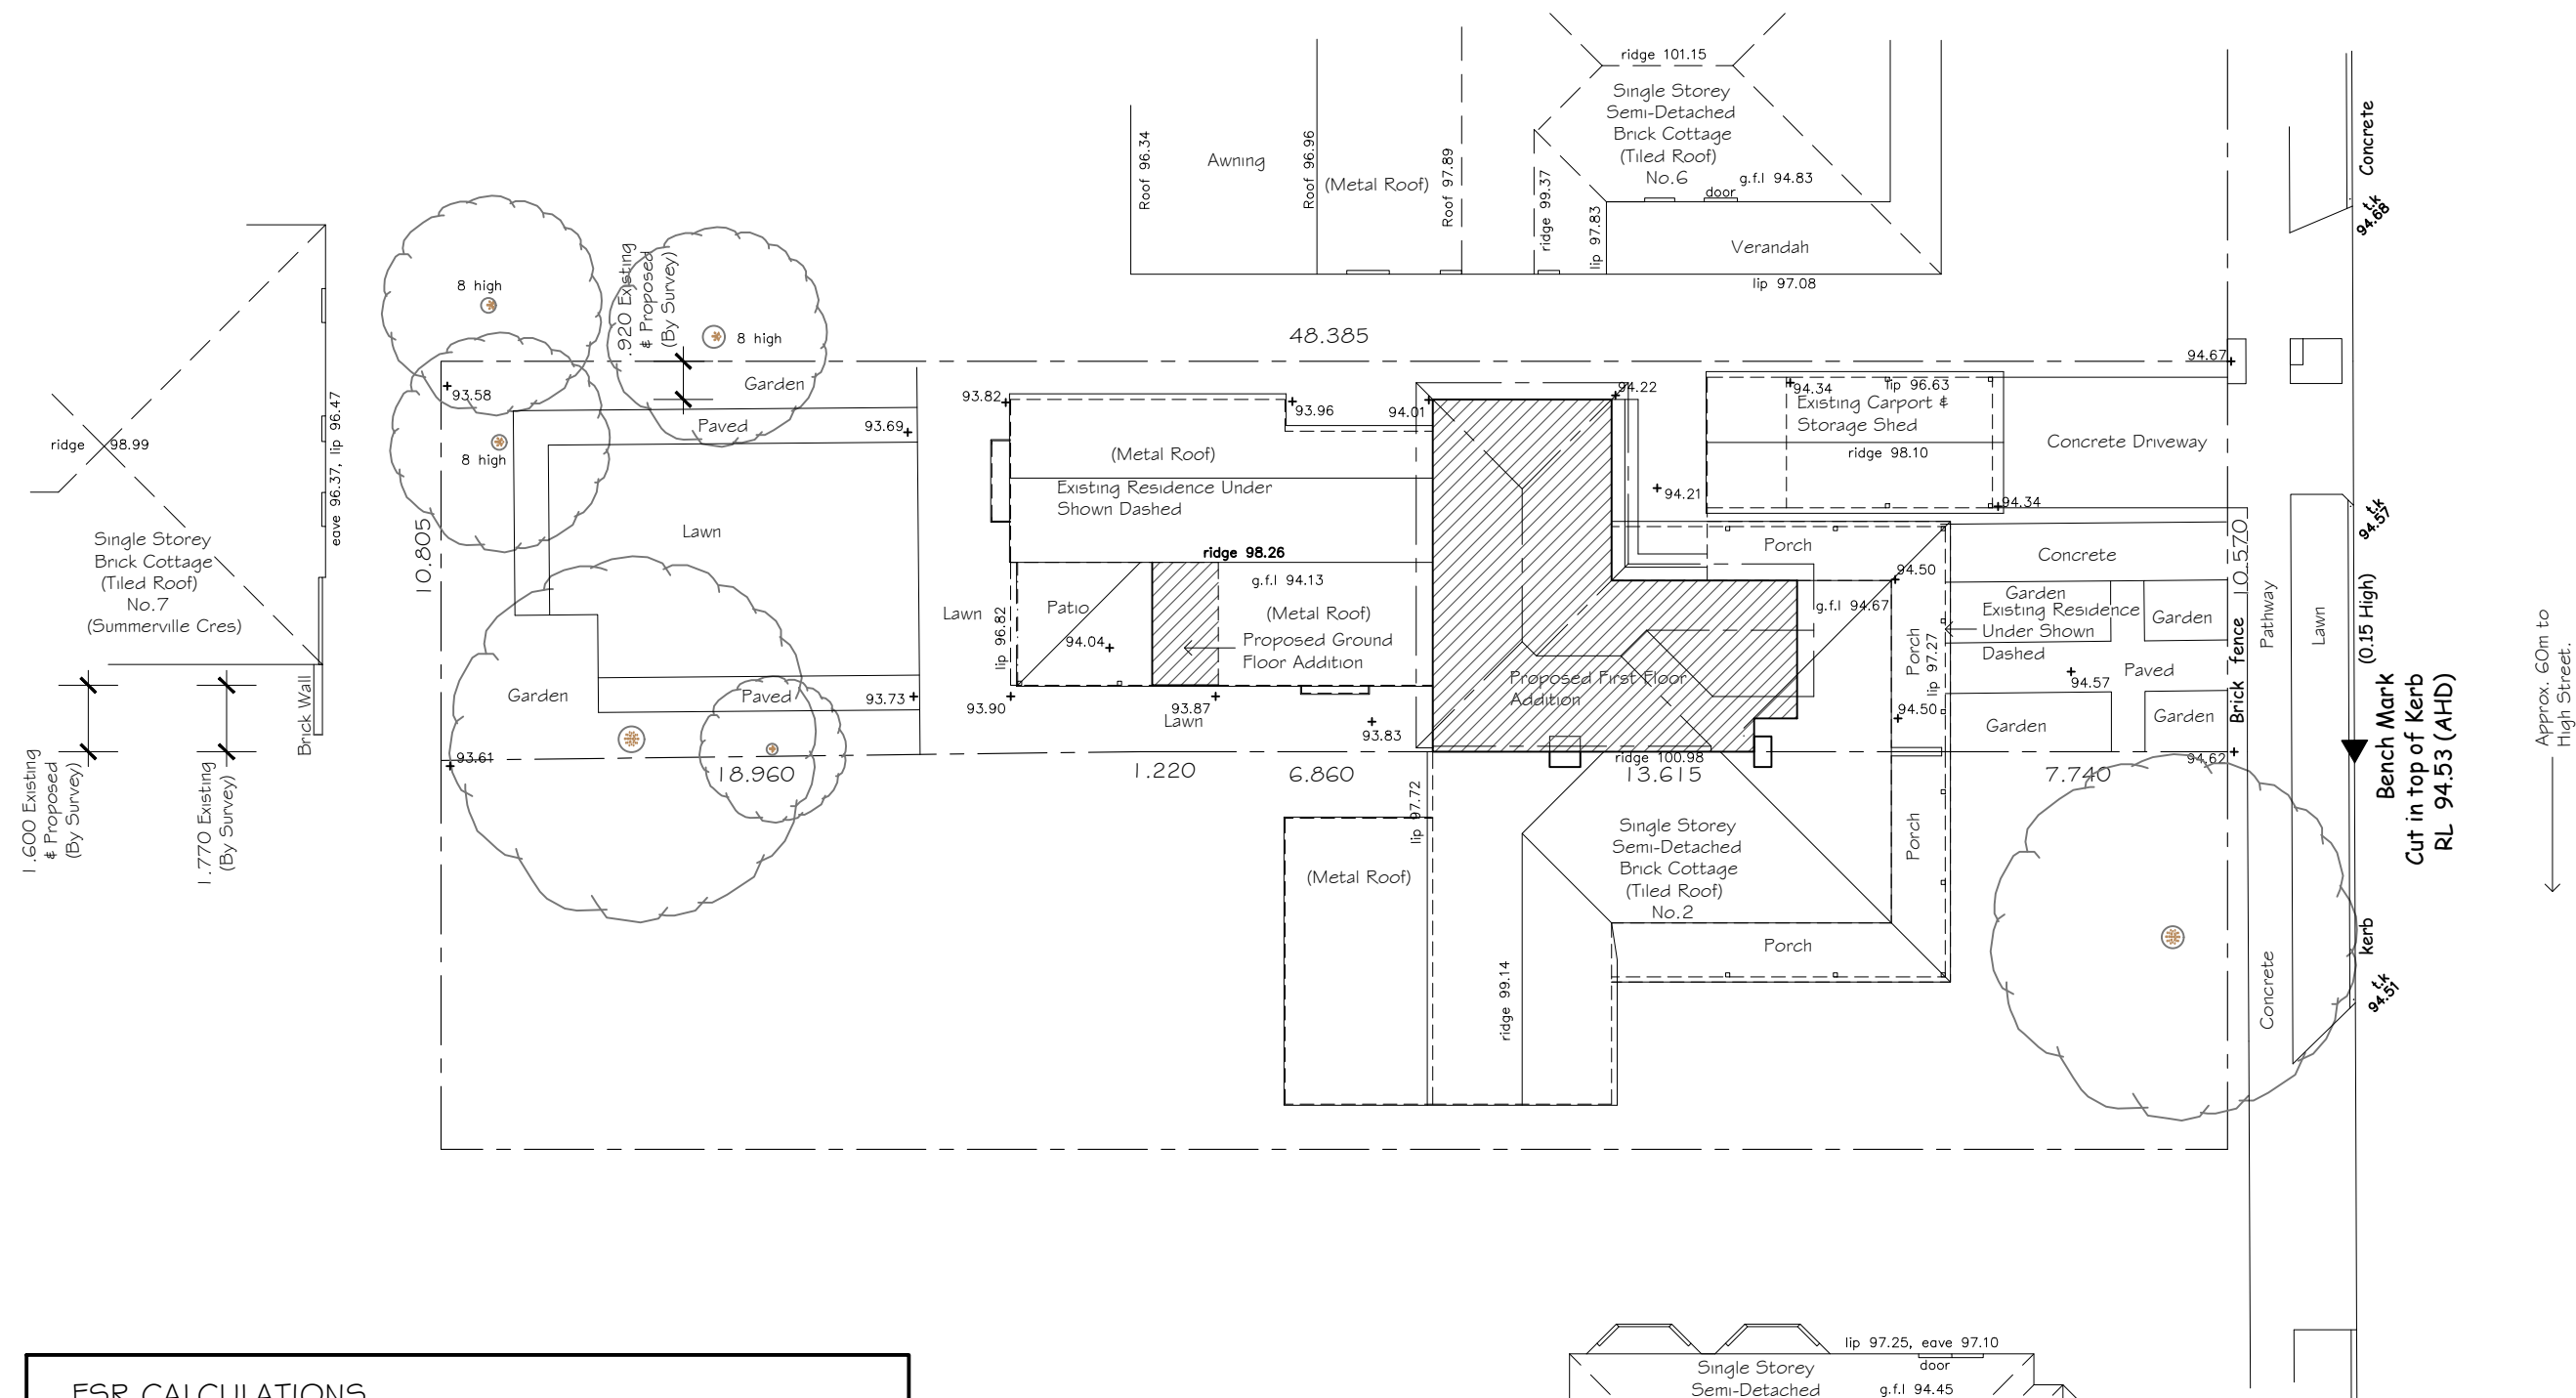 ridge 101.15
Single Storey
Semi-Detached
Brick Cottage
(Tiled Roof)
No.6
g.f.l 94.83
door
Verandah
lip 97.08
Roof 96.34
Awning
Roof 96.96
(Metal Roof)
Roof 97.89
ridge 99.37
lip 97.83
Concrete
t.k
94.68
8 high
8 high
8 high
.920 Existing
& Proposed
(By Survey)
48.385
94.67
Garden
93.58
Paved
93.69
93.82
93.96
94.01
94.22
94.34
lip 96.63
Existing Carport &
Storage Shed
ridge 98.10
Concrete Driveway
ridge 98.99
eave 96.37, lip 96.47
(Metal Roof)
Existing Residence Under
Shown Dashed
94.21
94.34
t.k
94.57
10.805
Lawn
Single Storey
Brick Cottage
(Tiled Roof)
No.7
(Summerville Cres)
ridge 98.26
g.f.l 94.13
(Metal Roof)
Proposed Ground
Floor Addition
Lawn
lip 96.82
Patio
94.04
Porch
Concrete
94.50
Garden
Existing Residence
Under Shown
Dashed
Garden
g.f.l 94.67
Porch
lip 97.27
94.57
Paved
10.570
Brick fence
Pathway
Lawn
(0.15 High)
Bench Mark
Cut in top of Kerb
RL 94.53 (AHD)
Approx. 60m to
High Street.
Proposed First Floor
Addition
94.50
Garden
Garden
Brick Wall
Garden
Paved
93.73
93.90
93.87
Lawn
93.83
93.61
94.62
18.960
1.220
6.860
ridge 100.98
13.615
7.740
1.600 Existing
& Proposed
(By Survey)
1.770 Existing
(By Survey)
lip 97.72
(Metal Roof)
Single Storey
Semi-Detached
Brick Cottage
(Tiled Roof)
No.2
Porch
Porch
ridge 99.14
Concrete
kerb
t.k
94.51
lip 97.25, eave 97.10
door
Single Storey
Semi-Detached
g.f.l 94.45
FSR CALCULATIONS